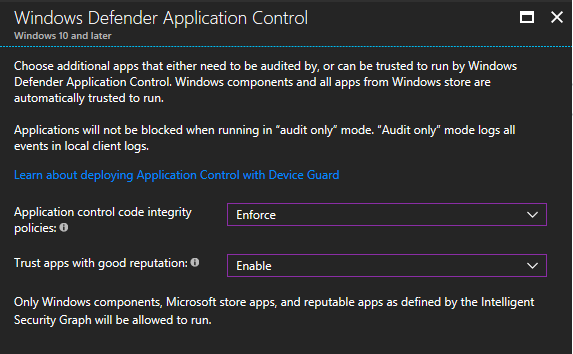 Windows Defender Application Control
Windows 10 and later
Choose additional apps that either need to be audited by, or can be trusted to run by Windows
Defender Application Control. Windows components and all apps from Windows store are
automatically trusted to run.
Applications will not be blocked when running in “audit only” mode. “Audit only” mode logs all
events in local client logs.
Learn about deploying Application Control with Device Guard
Application control code integrity
policies:
Enforce
Trust apps with good reputation:
Enable
Only Windows components, Microsoft store apps, and reputable apps as defined by the Intelligent
Security Graph will be allowed to run.